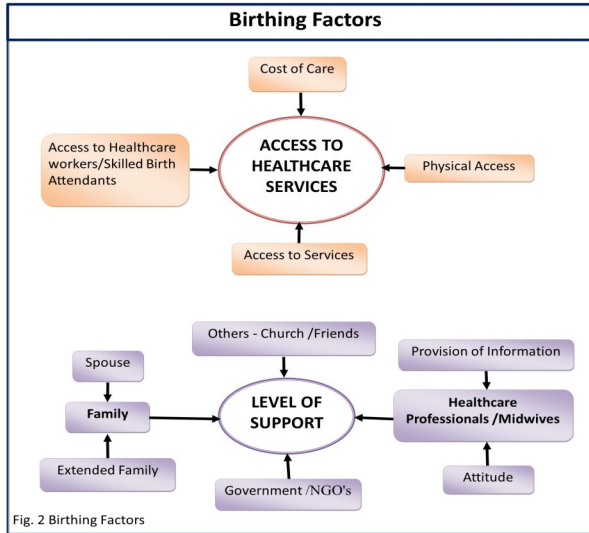 Birthing Factors
Cost of Care
ACCESS TO
HEALTHCARE
SERVICES
Access to Healthcare
workers/Skilled Birth
Attendants
Physical Access
Access to Services
Others - Church /Friends
Provision of Information
Spouse
Family
LEVEL OF
SUPPORT
Healthcare
Professionals /Midwives
Extended Family
Government /NGO's
Attitude
Fig. 2 Birthing Factors